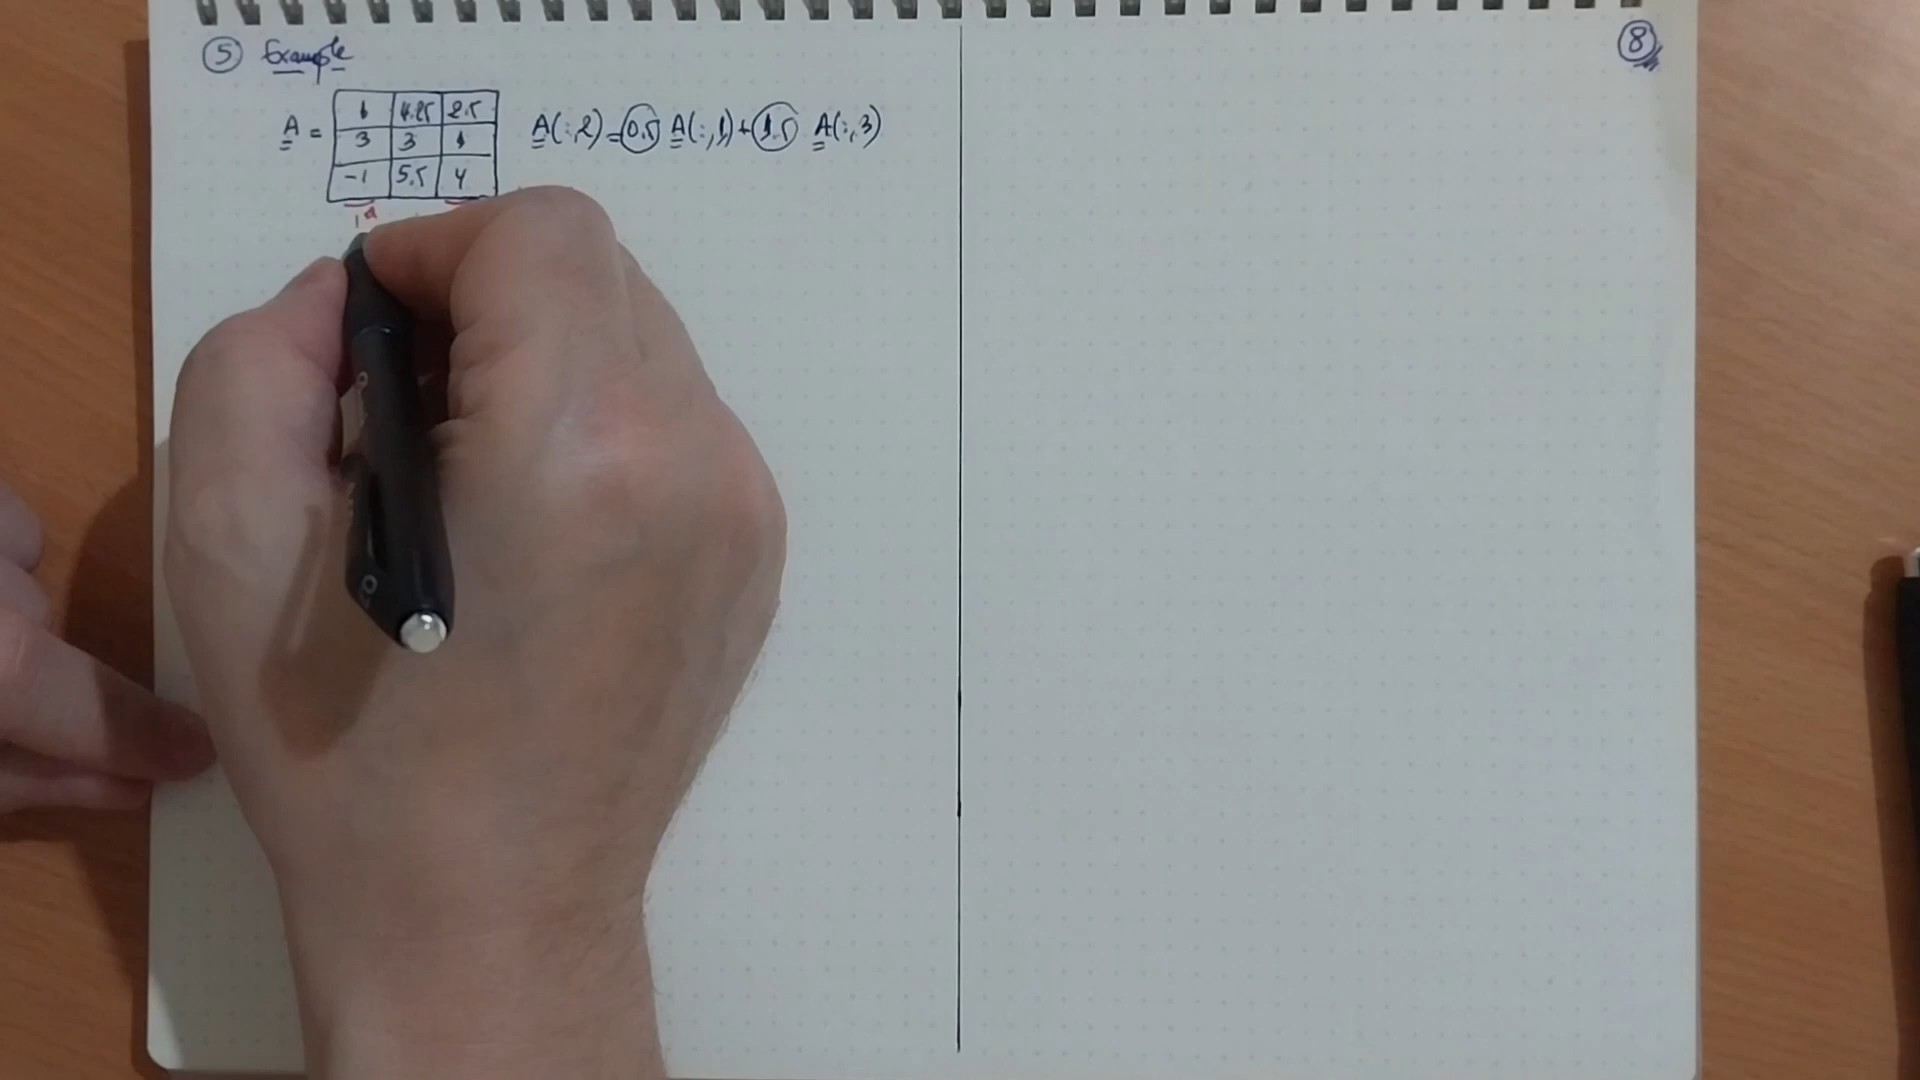 5 Example
8
A = 1 4.25 2.5
3 3 1
-1 5.5 4
A(:,2)=0.5 A(:,1)+1.5 A(:,3)